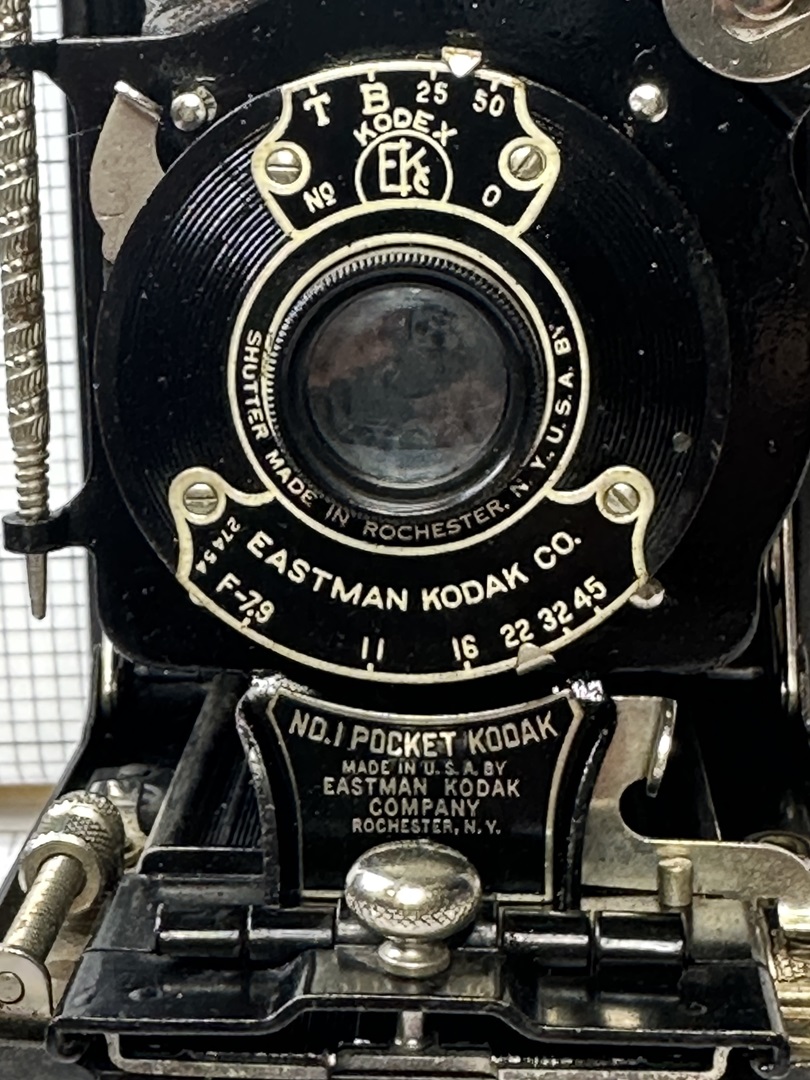 T B 25 50
KODEX
EKC
No 0
SHUTTER MADE IN ROCHESTER, N.Y., U.S.A. BY
EASTMAN KODAK CO.
27454
F-7.9 11 16 22 32 45
NO.1 POCKET KODAK
MADE IN U.S.A. BY
EASTMAN KODAK
COMPANY
ROCHESTER, N.Y.